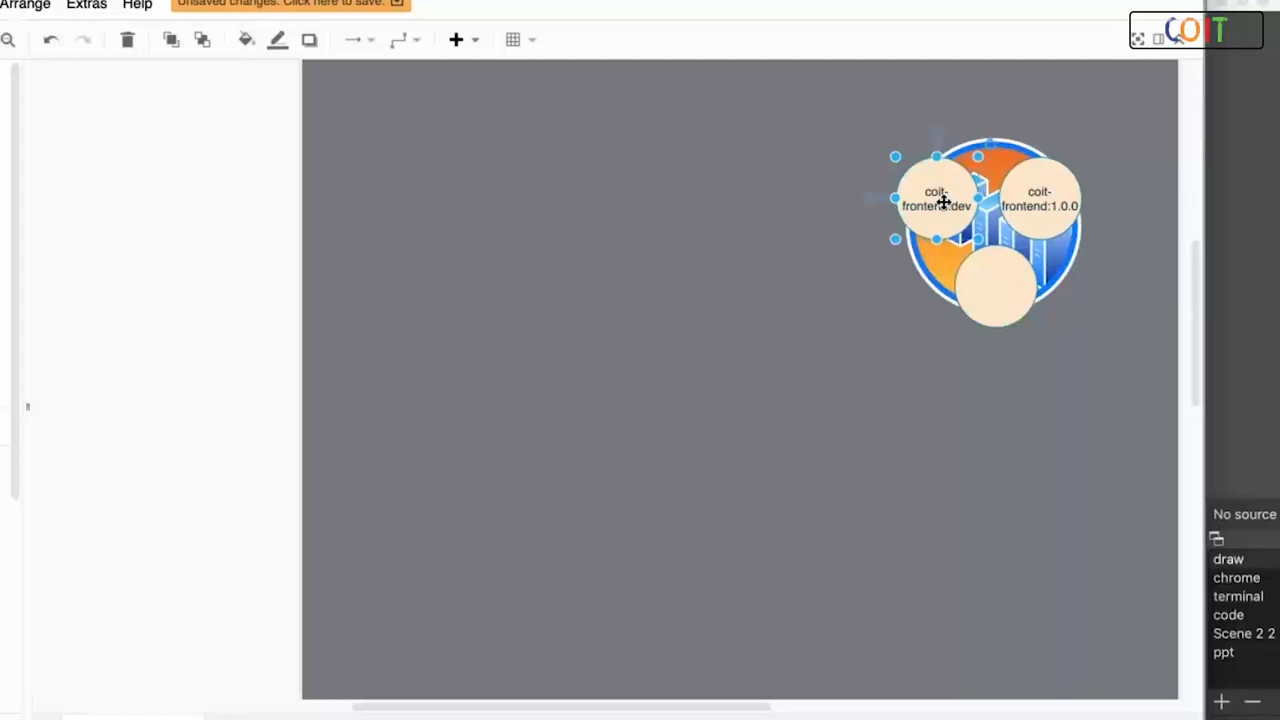 Arrange Extras Help Unsaved changes. Click here to save.
COIT
coit-
frontend:dev
coit-
frontend:1.0.0
No source
draw
chrome
terminal
code
Scene 2 2
ppt